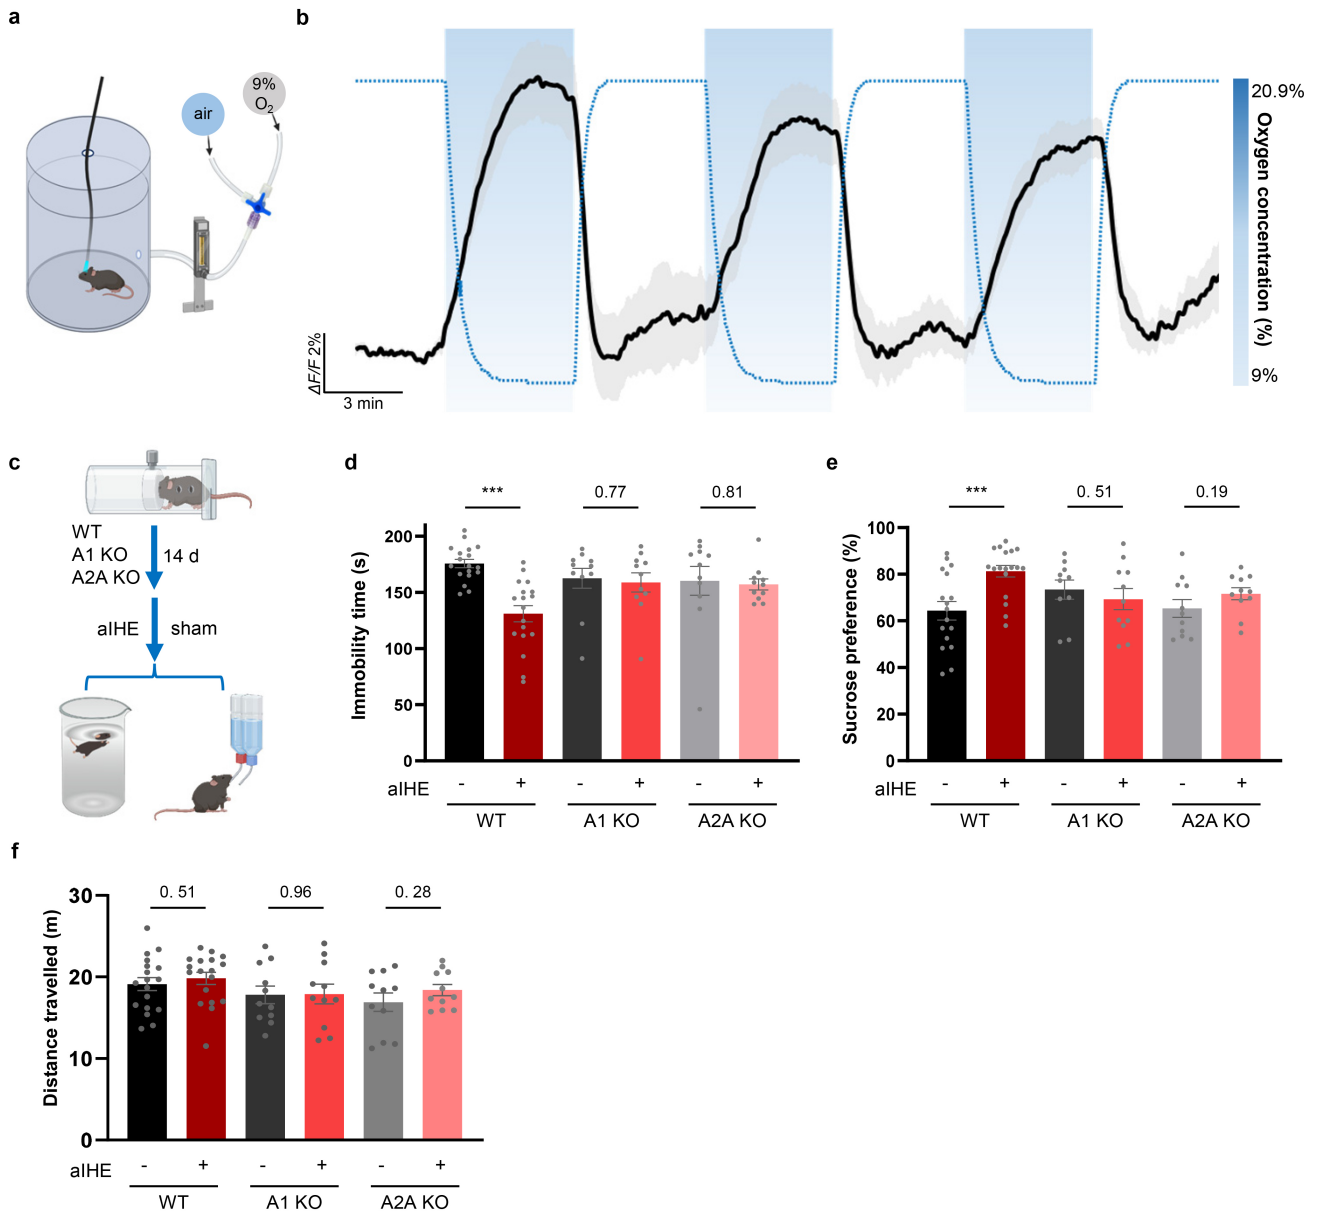 a
air
9%
O2
b
ΔF/F 2%
3 min
20.9%
Oxygen concentration (%)
9%
c
WT
A1 KO
A2A KO
14 d
aIHE
sham
d
*** 0.77 0.81
Immobility time (s)
200
150
100
50
0
aIHE - + - + - +
WT A1 KO A2A KO
e
*** 0. 51 0.19
Sucrose preference (%)
100
80
60
40
20
0
aIHE - + - + - +
WT A1 KO A2A KO
f
0. 51 0.96 0. 28
Distance travelled (m)
30
20
10
0
aIHE - + - + - +
WT A1 KO A2A KO